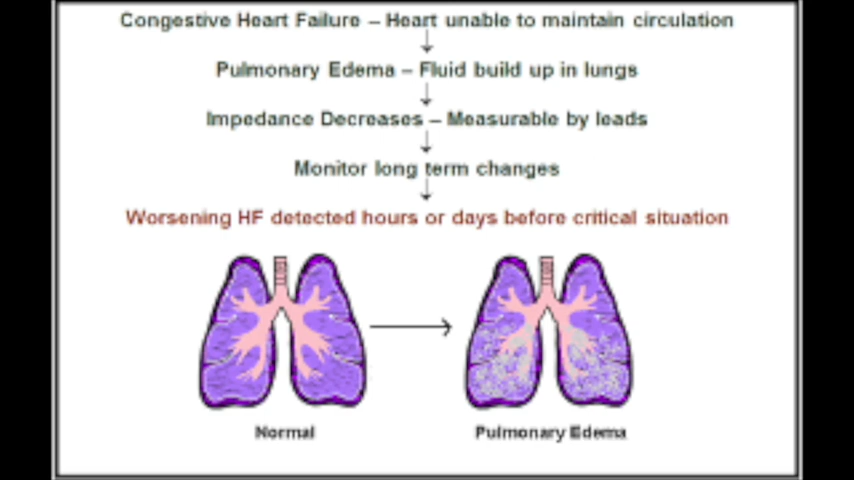 Congestive Heart Failure – Heart unable to maintain circulation
Pulmonary Edema – Fluid build up in lungs
Impedance Decreases – Measurable by leads
Monitor long term changes
Worsening HF detected hours or days before critical situation
Normal
Pulmonary Edema